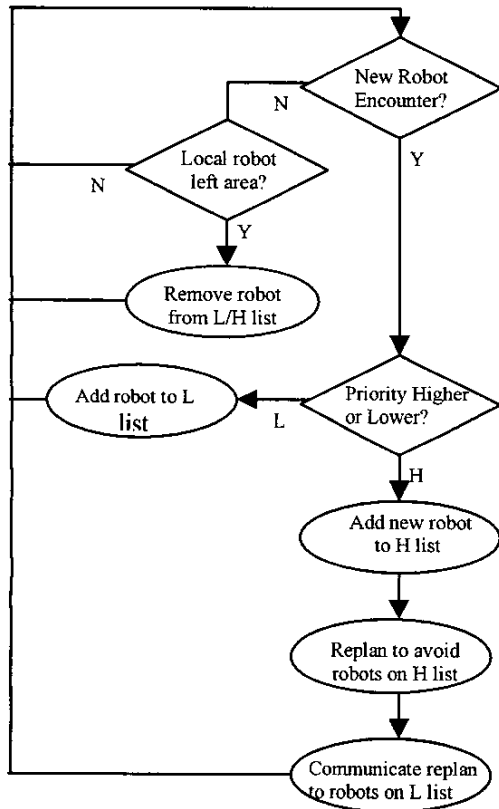 New Robot
Encounter?
N
Y
Local robot
left area?
N
Y
Remove robot
from L/H list
Priority Higher
or Lower?
L
Add robot to L
list
H
Add new robot
to H list
Replan to avoid
robots on H list
Communicate replan
to robots on L list